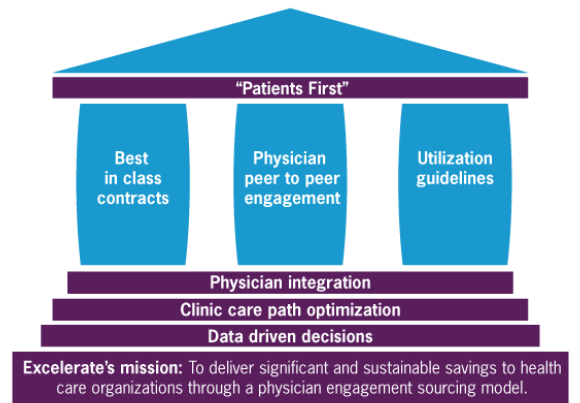 “Patients First”
Best
in class
contracts
Physician
peer to peer
engagement
Utilization
guidelines
Physician integration
Clinic care path optimization
Data driven decisions
Excelerate’s mission: To deliver significant and sustainable savings to health
care organizations through a physician engagement sourcing model.